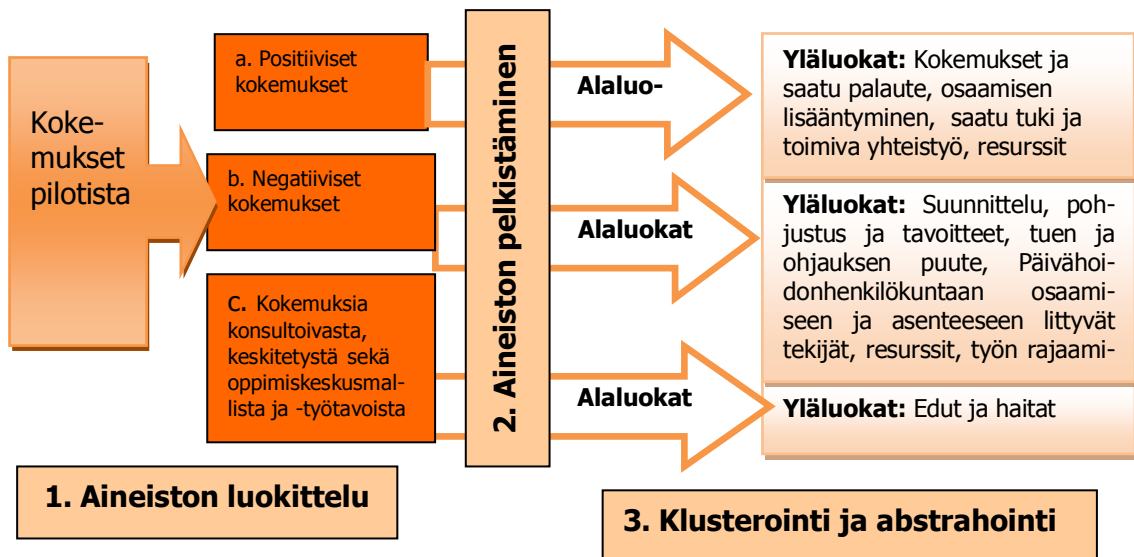 Koke-
mukset
pilotista
a. Positiiviset
kokemukset
b. Negatiiviset
kokemukset
c. Kokemuksia
konsultoivasta,
keskitetystä sekä
oppimiskeskusmal-
lista ja -työtavoista
1. Aineiston luokittelu
2. Aineiston pelkistäminen
Alaluo-
Alaluokat
Alaluokat
Yläluokat: Kokemukset ja
saatu palaute, osaamisen
lisääntyminen, saatu tuki ja
toimiva yhteistyö, resurssit
Yläluokat: Suunnittelu, poh-
justus ja tavoitteet, tuen ja
ohjauksen puute, Päivähoi-
donhenkilökuntaan osaami-
seen ja asenteeseen littyvät
tekijät, resurssit, työn rajaami-
Yläluokat: Edut ja haitat
3. Klusterointi ja abstrahointi